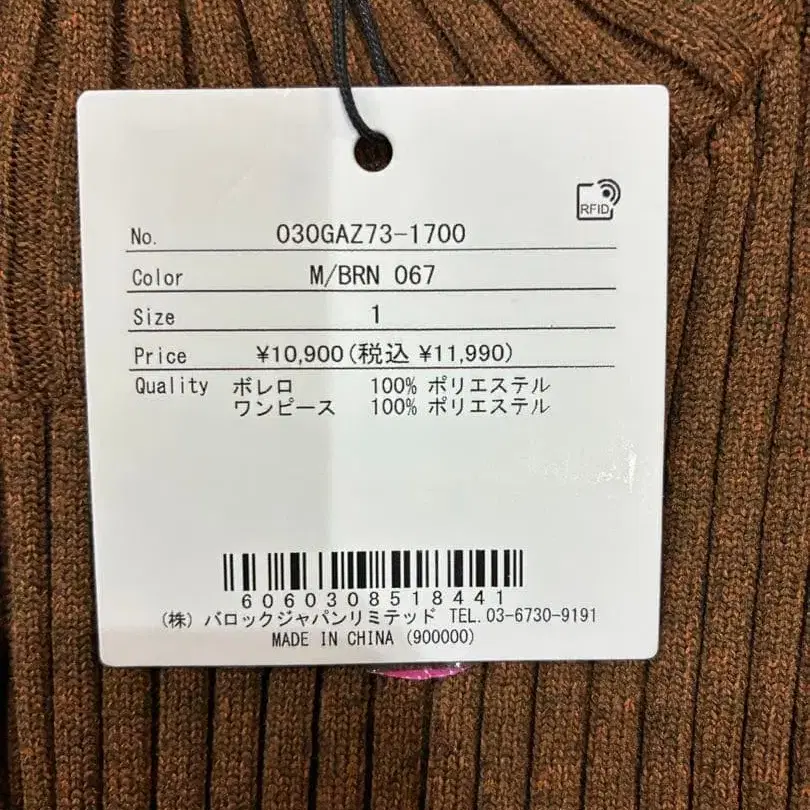 RFID
No. 030GAZ73-1700
Color M/BRN 067
Size 1
Price ¥10,900(税込 ¥11,990)
Quality ボレロ 100% ポリエステル
ワンピース 100% ポリエステル
6060308518441
(株) バロックジャパンリミテッド TEL.03-6730-9191
MADE IN CHINA (900000)